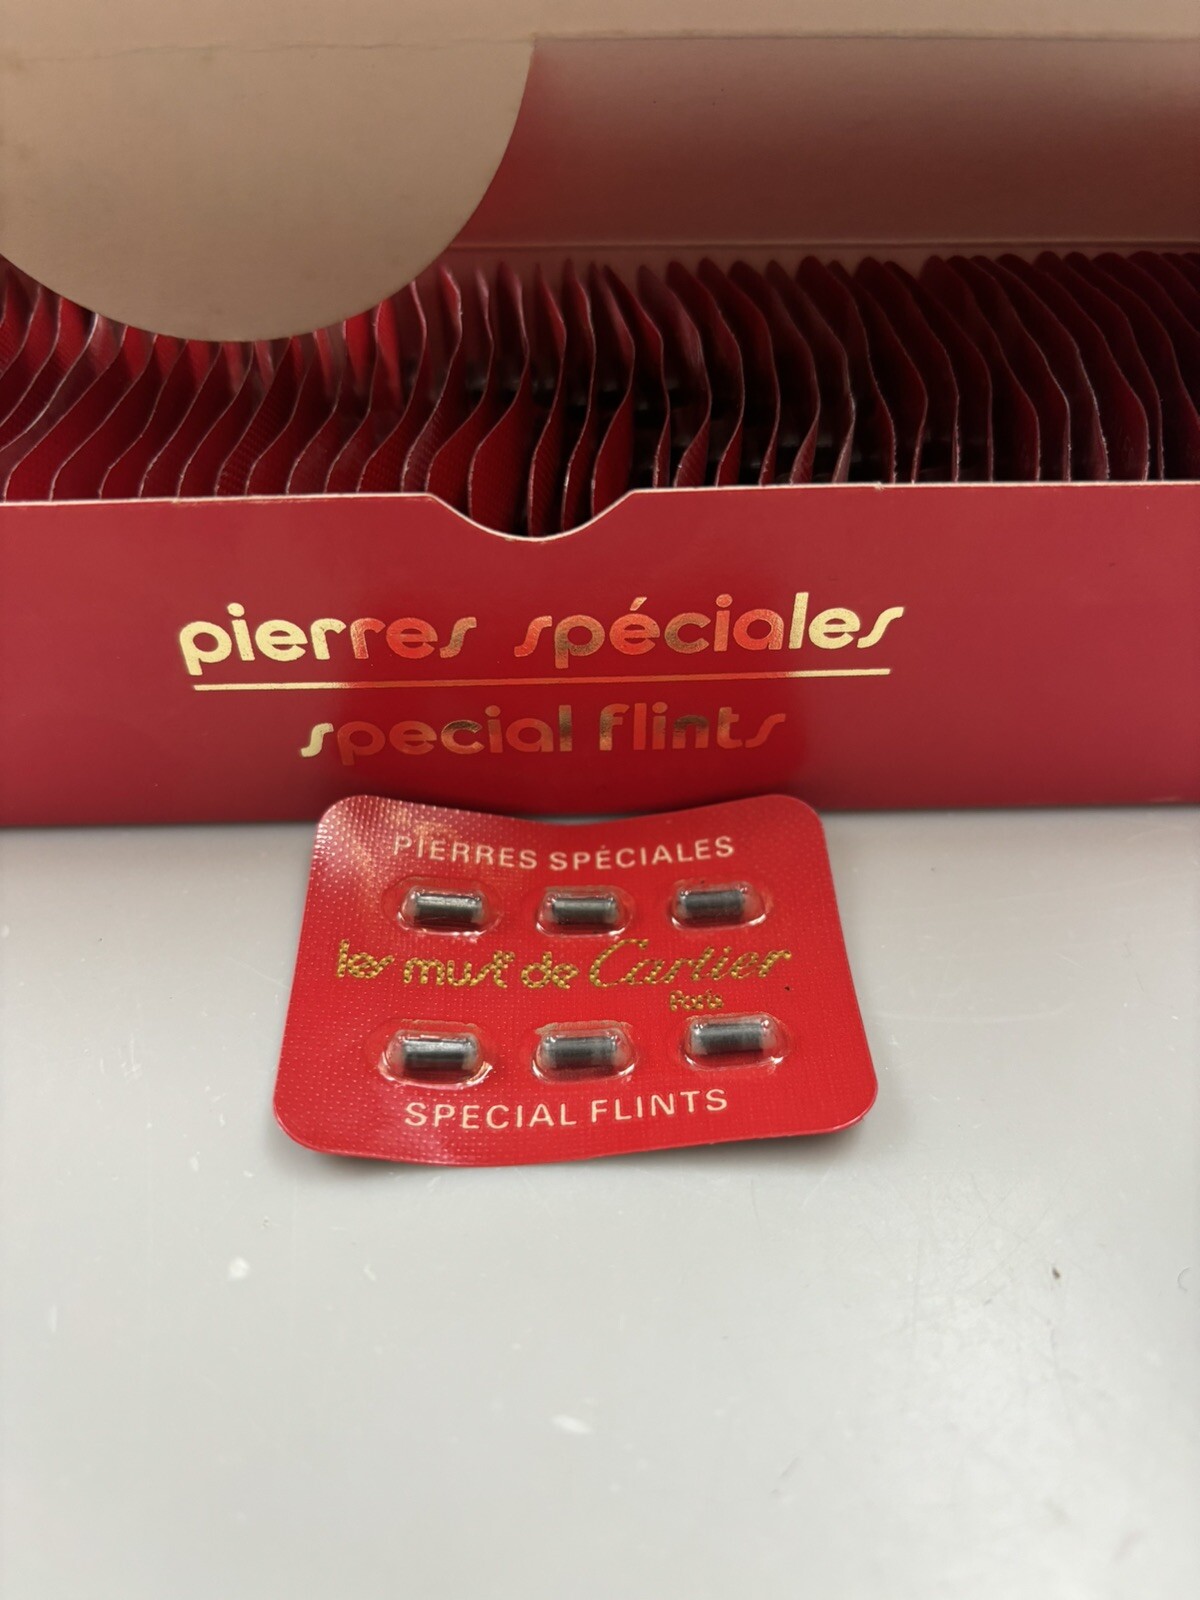 pierres spéciales
special flints
PIERRES SPÉCIALES
les must de Cartier
Paris
SPECIAL FLINTS